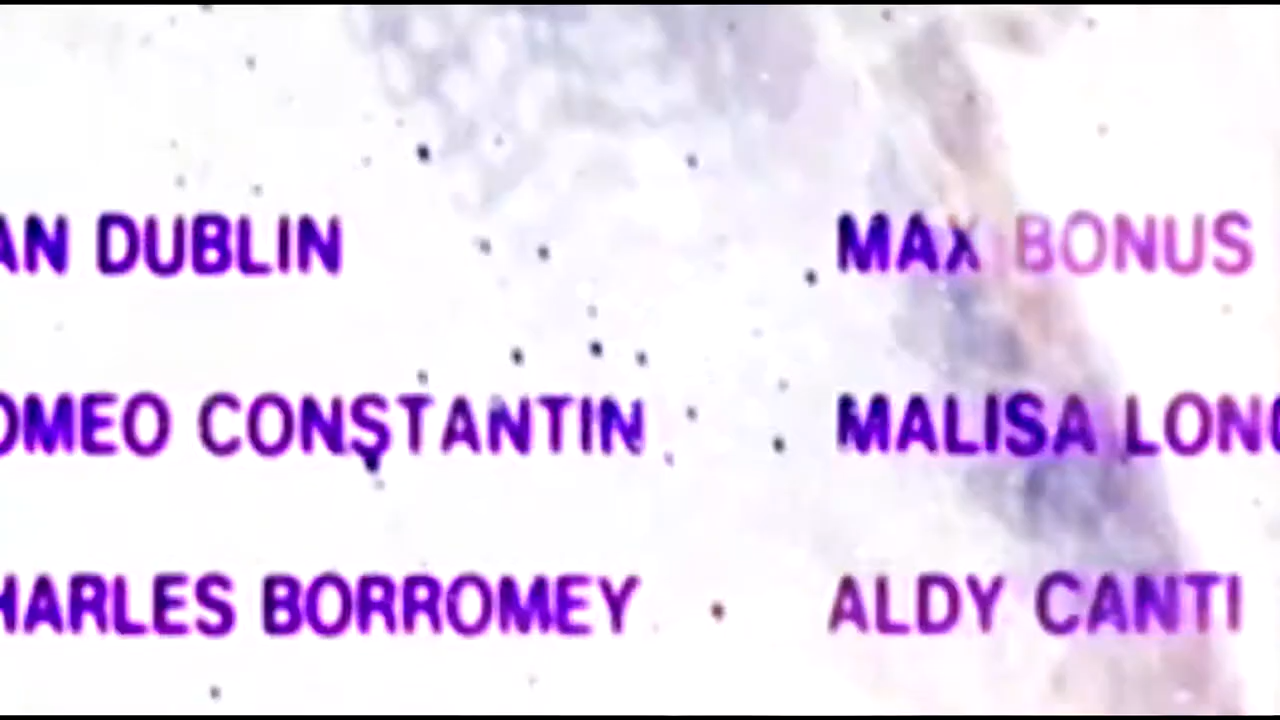 AN DUBLIN MAX BONUS
OMEO CONSTANTIN MALISA LONG
HARLES BORROMEY ALDY CANTI